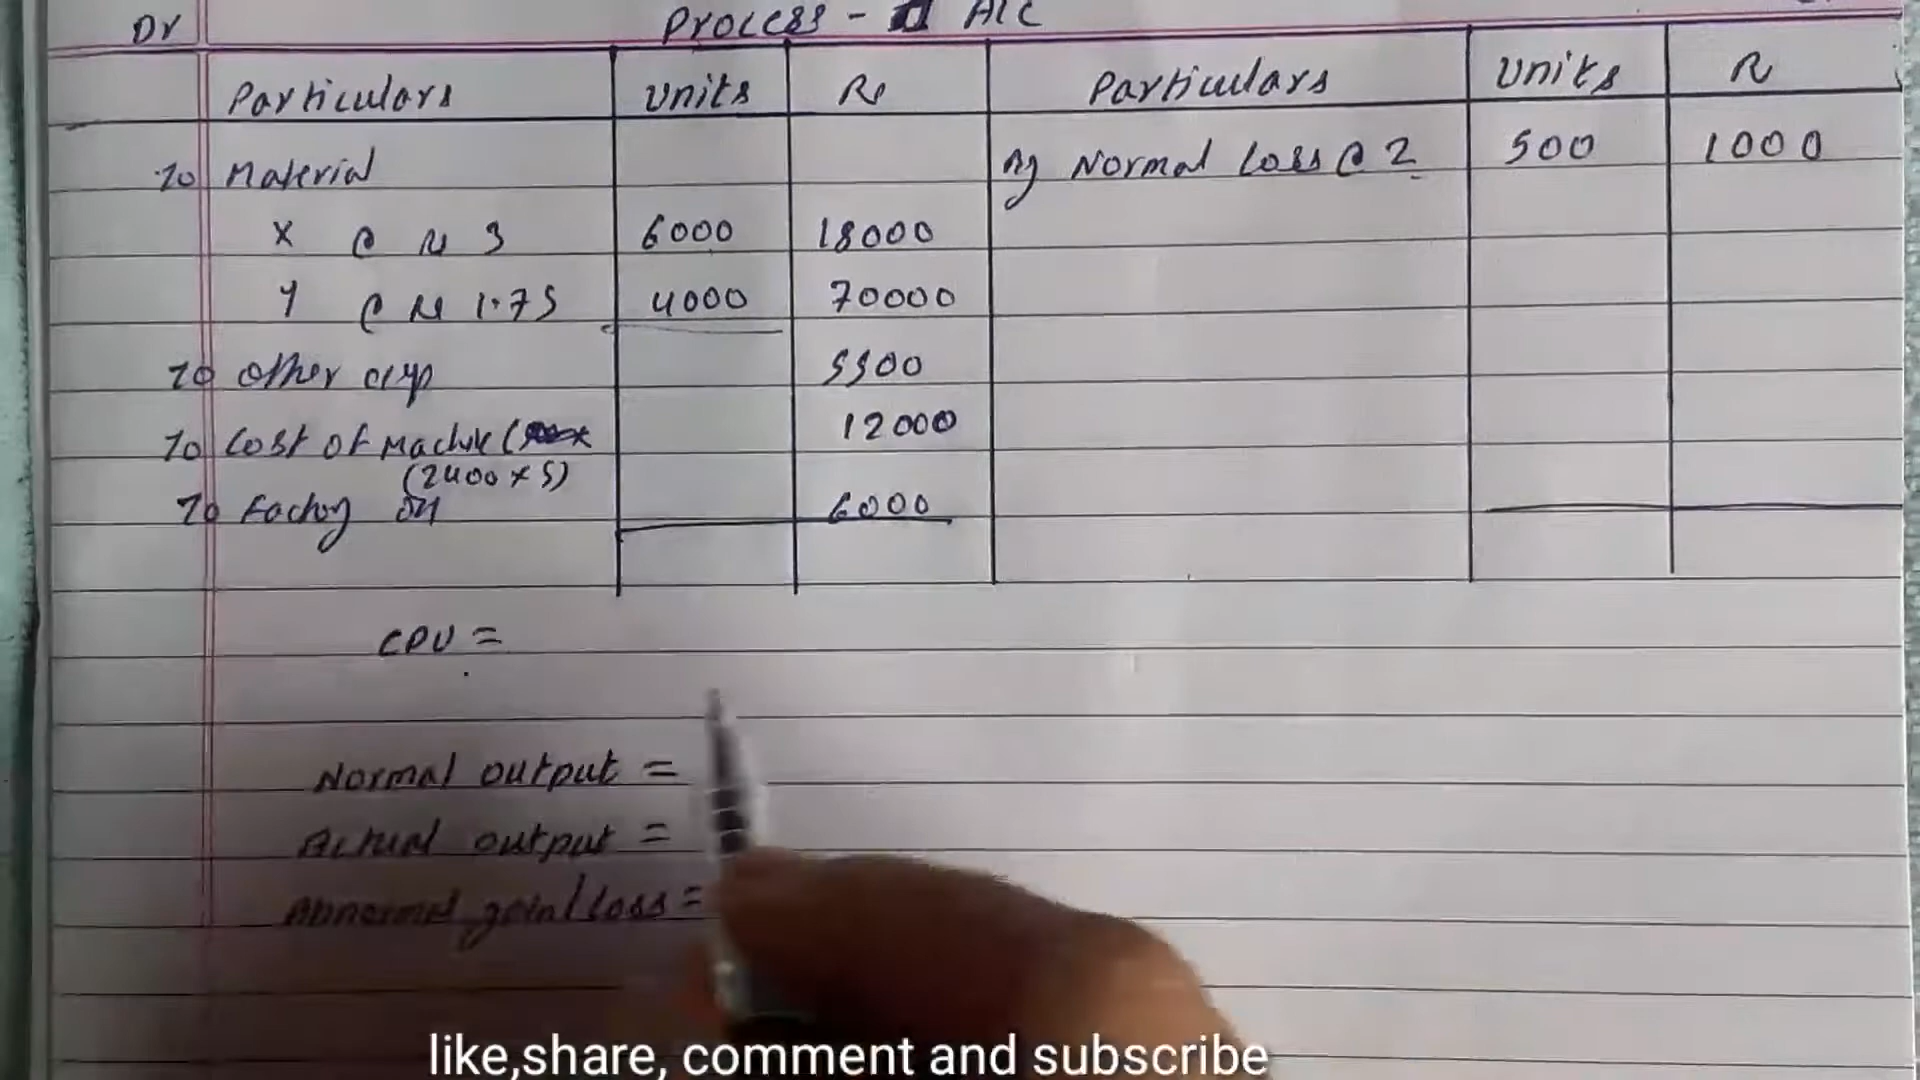 Dr Process - A/c
Particulars Units Rs Particulars Units R
To Material By Normal Loss @ 2 500 1000
X @ Rs 3 6000 18000
Y @ Rs 1.75 4000 70000
To other exp 5500
To Cost of Machine ( 12000
(2400 x 5)
To Factory OH 6000
CPU =
Normal output =
Actual output =
Abnormal gain/loss =
like,share, comment and subscribe